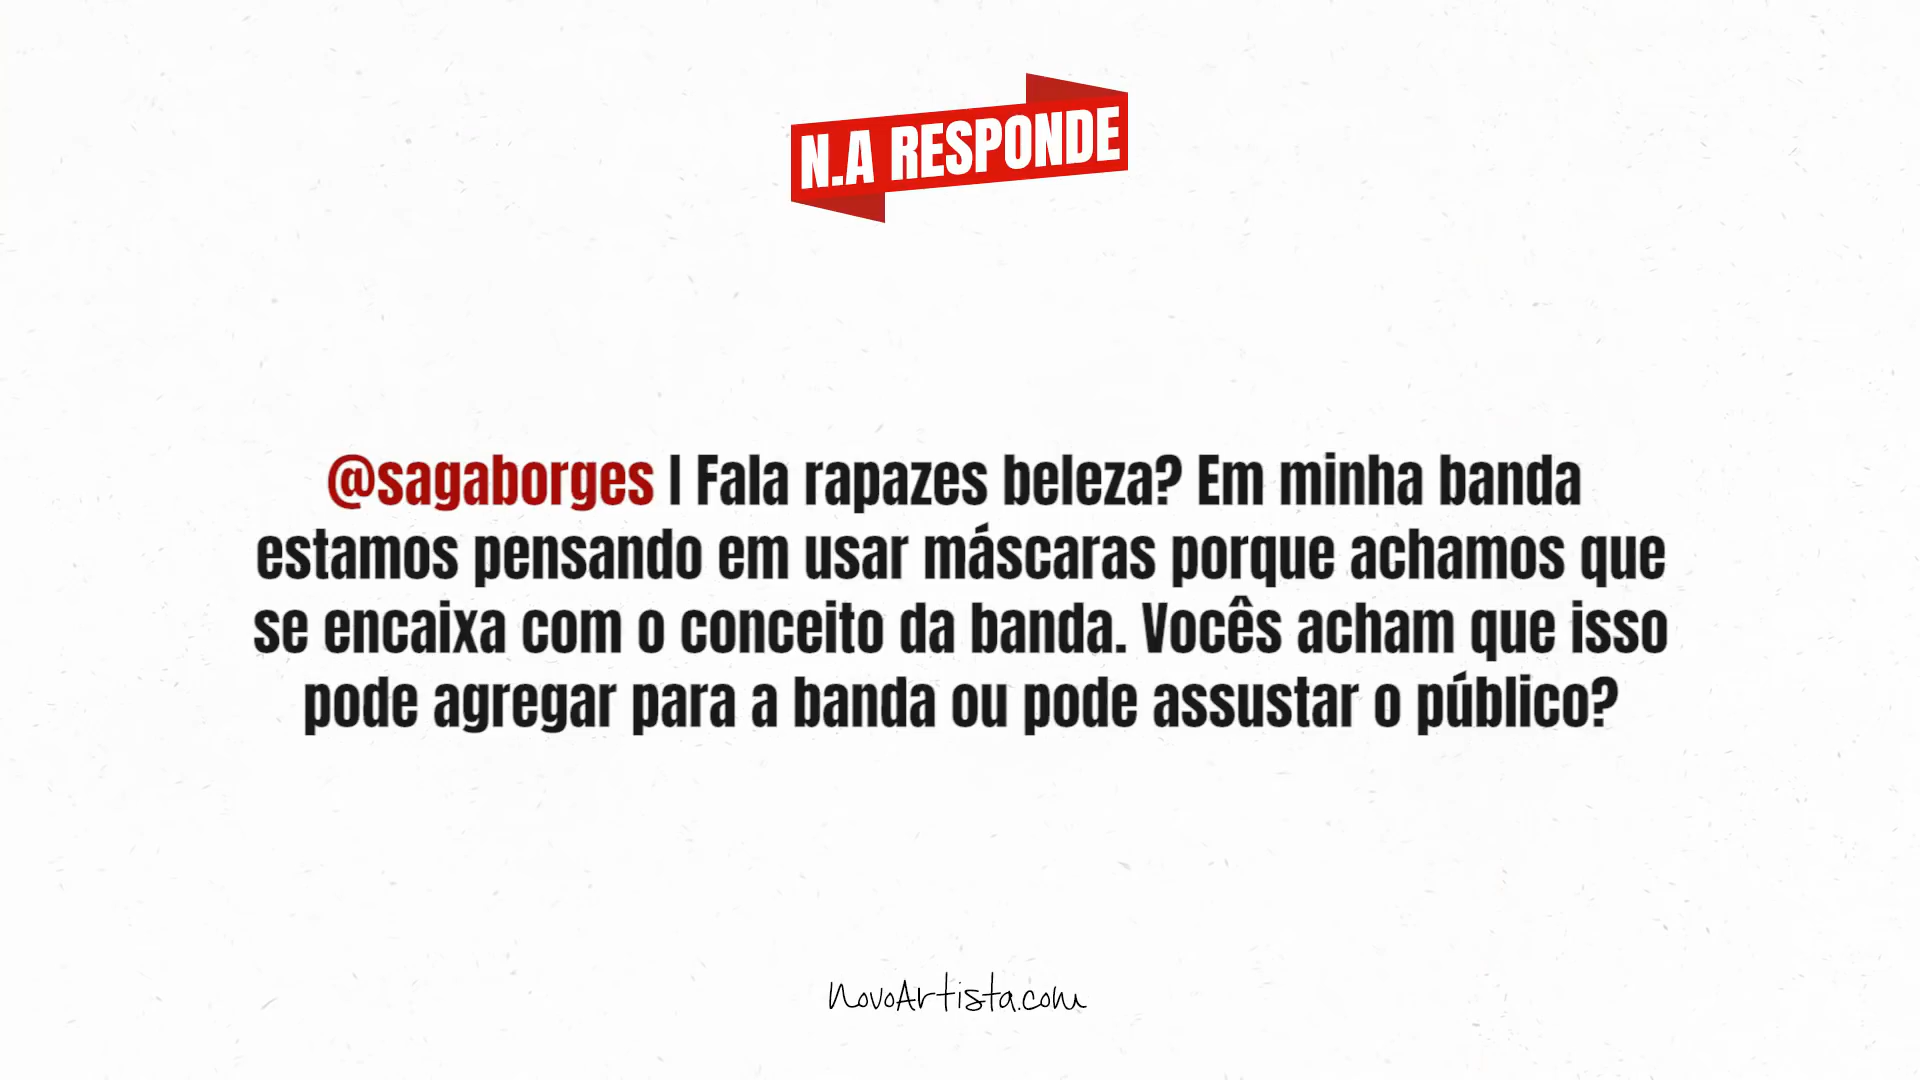 N.A RESPONDE
@sagaborges | Fala rapazes beleza? Em minha banda
estamos pensando em usar máscaras porque achamos que
se encaixa com o conceito da banda. Vocês acham que isso
pode agregar para a banda ou pode assustar o público?
NovoArtista.com